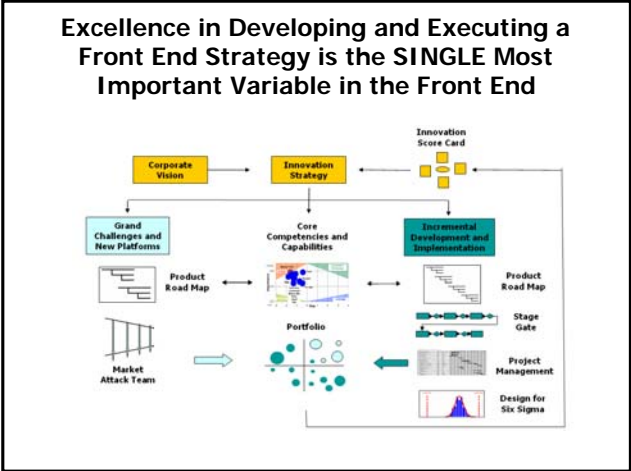 Excellence in Developing and Executing a
Front End Strategy is the SINGLE Most
Important Variable in the Front End
Innovation
Score Card
Corporate
Vision
Innovation
Strategy
Grand
Challenges and
New Platforms
Core
Competencies and
Capabilities
Incremental
Development and
Implementation
Product
Road Map
Product
Road Map
Portfolio
Stage
Gate
Market
Attack Team
Project
Management
Design for
Six Sigma